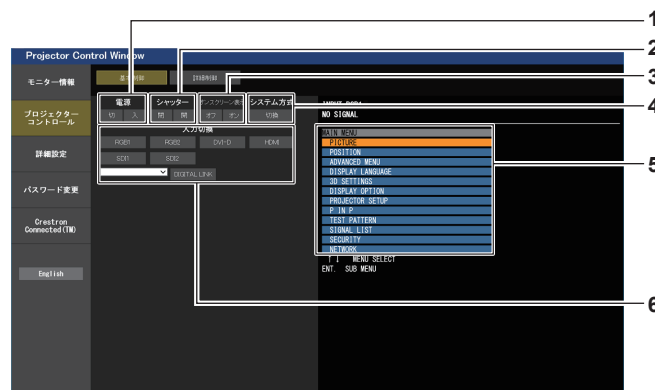 Projector Control Window
モニター情報
プロジェクター
コントロール
詳細設定
パスワード変更
Crestron
Connected(TM)
English
基本制御
詳細制御
電源
切 入
シャッター
閉 開
オンスクリーン表示
オフ オン
システム方式
切換
入力切換
RGB1 RGB2 DVI-D HDMI
SDI1 SDI2
DIGITAL LINK
NO SIGNAL
MAIN MENU
PICTURE
POSITION
ADVANCED MENU
DISPLAY LANGUAGE
3D SETTINGS
DISPLAY OPTION
PROJECTOR SETUP
P IN P
TEST PATTERN
SIGNAL LIST
SECURITY
NETWORK
↑ ↓ MENU SELECT
ENT. SUB MENU
1
2
3
4
5
6